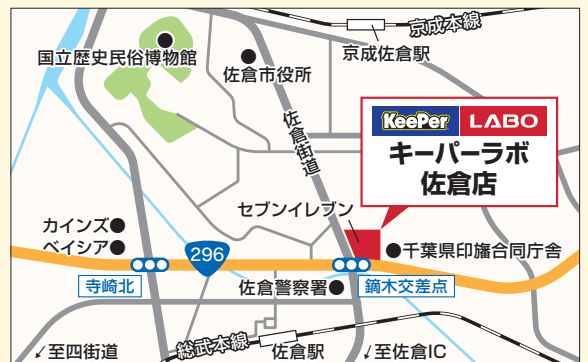 京成本線
国立歴史民俗博物館
京成佐倉駅
佐倉市役所
佐倉街道
KeePer LABO
キーパーラボ
佐倉店
セブンイレブン
カインズ
ベイシア
296
千葉県印旛合同庁舎
寺崎北
佐倉警察署
鏑木交差点
総武本線
佐倉駅
至四街道
至佐倉IC